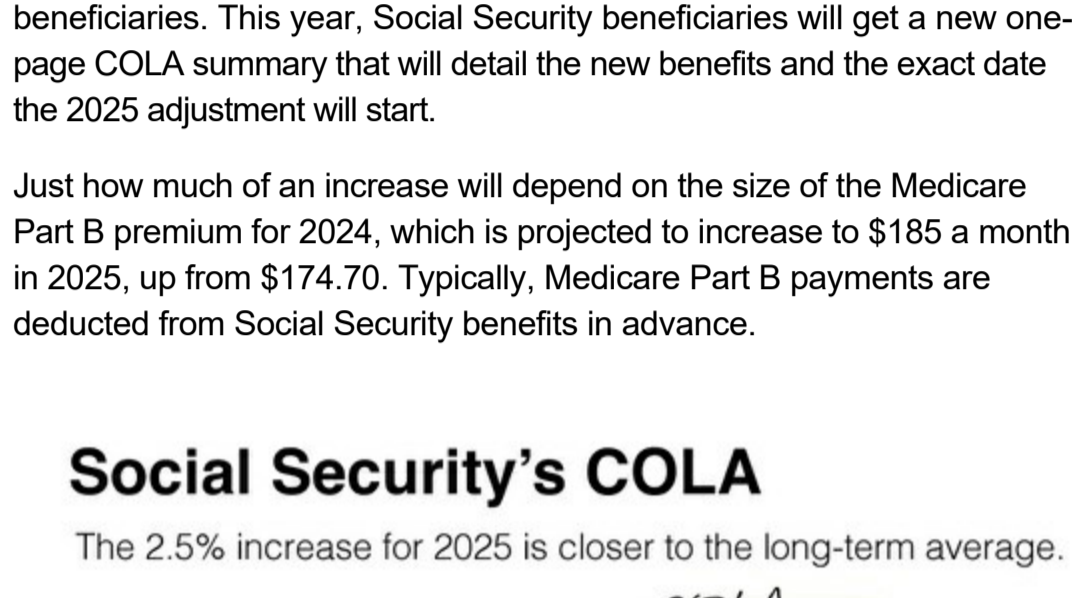 beneficiaries. This year, Social Security beneficiaries will get a new one-
page COLA summary that will detail the new benefits and the exact date
the 2025 adjustment will start.
Just how much of an increase will depend on the size of the Medicare
Part B premium for 2024, which is projected to increase to $185 a month
in 2025, up from $174.70. Typically, Medicare Part B payments are
deducted from Social Security benefits in advance.
Social Security’s COLA
The 2.5% increase for 2025 is closer to the long-term average.